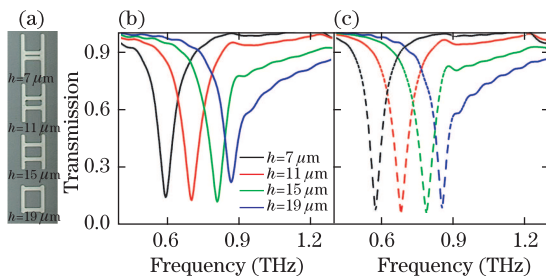 (a)
h=7 μm
h=11 μm
h=15 μm
h=19 μm
(b)
(c)
Transmission
0.9
0.6
0.3
0.0
h=7 μm
h=11 μm
h=15 μm
h=19 μm
0.6 0.9 1.2
0.6 0.9 1.2
Frequency (THz)
Frequency (THz)